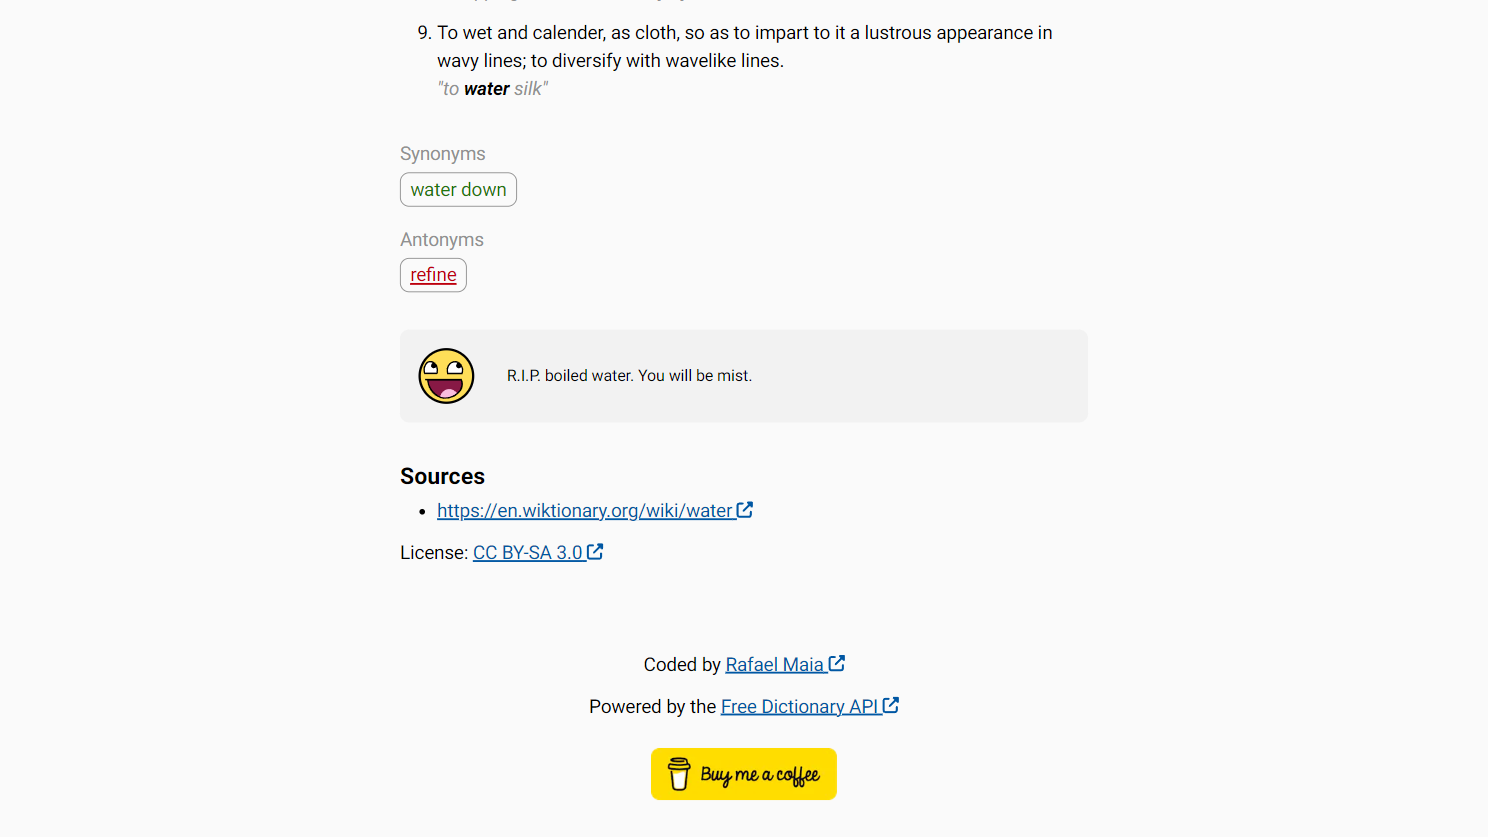 9. To wet and calender, as cloth, so as to impart to it a lustrous appearance in
wavy lines; to diversify with wavelike lines.
"to water silk"
Synonyms
water down
Antonyms
refine
R.I.P. boiled water. You will be mist.
Sources
• https://en.wiktionary.org/wiki/water
License: CC BY-SA 3.0
Coded by Rafael Maia
Powered by the Free Dictionary API
Buy me a coffee